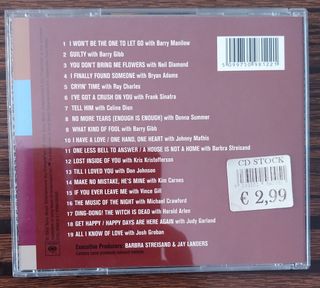 5 099750 981221
1 I WON'T BE THE ONE TO LET GO with Barry Manilow
2 GUILTY with Barry Gibb
3 YOU DON'T BRING ME FLOWERS with Neil Diamond
4 I FINALLY FOUND SOMEONE with Bryan Adams
5 CRYIN' TIME with Ray Charles
6 I'VE GOT A CRUSH ON YOU with Frank Sinatra
7 TELL HIM with Celine Dion
8 NO MORE TEARS (ENOUGH IS ENOUGH) with Donna Summer
9 WHAT KIND OF FOOL with Barry Gibb
10 I HAVE A LOVE / ONE HAND, ONE HEART with Johnny Mathis
11 ONE LESS BELL TO ANSWER / A HOUSE IS NOT A HOME with Barbra Streisand
12 LOST INSIDE OF YOU with Kris Kristofferson
13 TILL I LOVED YOU with Don Johnson
14 MAKE NO MISTAKE, HE'S MINE with Kim Carnes
15 IF YOU EVER LEAVE ME with Vince Gill
16 THE MUSIC OF THE NIGHT with Michael Crawford
17 DING-DONG! THE WITCH IS DEAD with Harold Arlen
18 GET HAPPY / HAPPY DAYS ARE HERE AGAIN with Judy Garland
19 ALL I KNOW OF LOVE with Josh Groban
Executive Producers: BARBRA STREISAND & JAY LANDERS
CD STOCK
€ 2,99